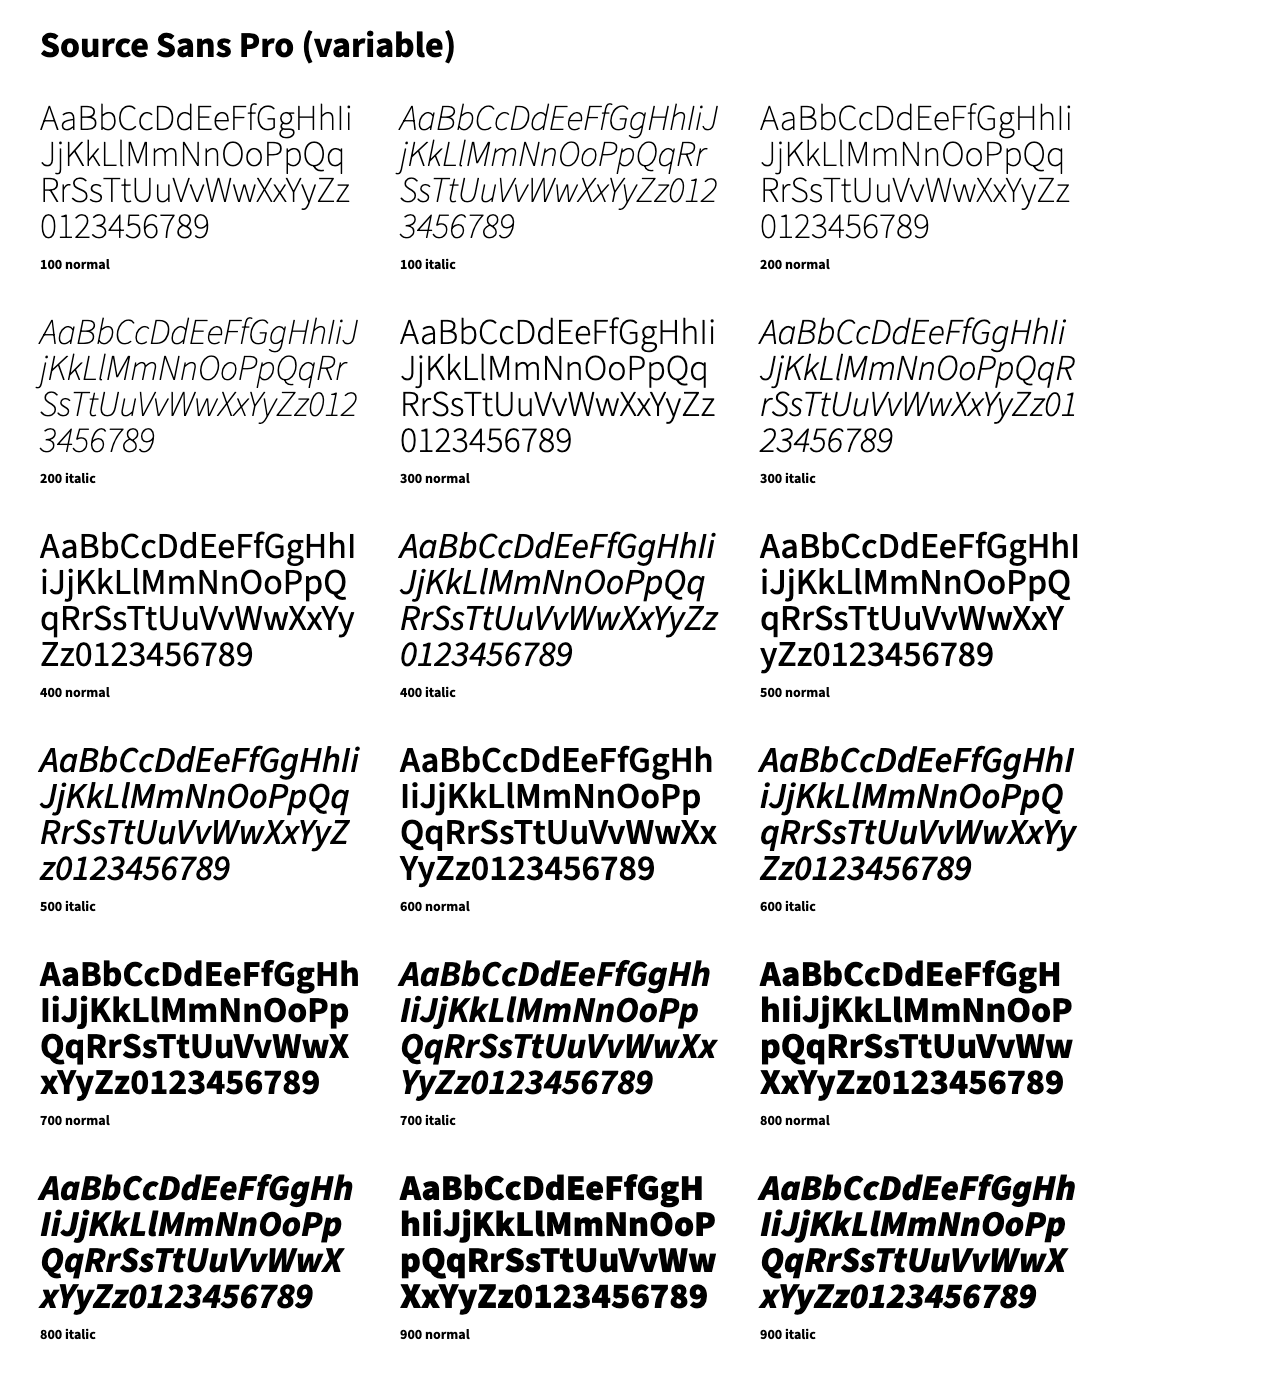 Source Sans Pro (variable)
AaBbCcDdEeFfGgHhIi
JjKkLlMmNnOoPpQq
RrSsTtUuVvWwXxYyZz
0123456789
100 normal
AaBbCcDdEeFfGgHhIiJ
jKkLlMmNnOoPpQqRr
SsTtUuVvWwXxYyZz012
3456789
100 italic
AaBbCcDdEeFfGgHhIi
JjKkLlMmNnOoPpQq
RrSsTtUuVvWwXxYyZz
0123456789
200 normal
AaBbCcDdEeFfGgHhIiJ
jKkLlMmNnOoPpQqRr
SsTtUuVvWwXxYyZz012
3456789
200 italic
AaBbCcDdEeFfGgHhIi
JjKkLlMmNnOoPpQq
RrSsTtUuVvWwXxYyZz
0123456789
300 normal
AaBbCcDdEeFfGgHhIi
JjKkLlMmNnOoPpQqR
rSsTtUuVvWwXxYyZz01
23456789
300 italic
AaBbCcDdEeFfGgHhI
iJjKkLlMmNnOoPpQ
qRrSsTtUuVvWwXxYy
Zz0123456789
400 normal
AaBbCcDdEeFfGgHhIi
JjKkLlMmNnOoPpQq
RrSsTtUuVvWwXxYyZz
0123456789
400 italic
AaBbCcDdEeFfGgHhI
iJjKkLlMmNnOoPpQ
qRrSsTtUuVvWwXxY
yZz0123456789
500 normal
AaBbCcDdEeFfGgHhIi
JjKkLlMmNnOoPpQq
RrSsTtUuVvWwXxYyZ
z0123456789
500 italic
AaBbCcDdEeFfGgHh
IiJjKkLlMmNnOoPp
QqRrSsTtUuVvWwXx
YyZz0123456789
600 normal
AaBbCcDdEeFfGgHhI
iJjKkLlMmNnOoPpQ
qRrSsTtUuVvWwXxYy
Zz0123456789
600 italic
AaBbCcDdEeFfGgHh
IiJjKkLlMmNnOoPp
QqRrSsTtUuVvWwX
xYyZz0123456789
700 normal
AaBbCcDdEeFfGgHh
IiJjKkLlMmNnOoPp
QqRrSsTtUuVvWwXx
YyZz0123456789
700 italic
AaBbCcDdEeFfGgH
hIiJjKkLlMmNnOoP
pQqRrSsTtUuVvWw
XxYyZz0123456789
800 normal
AaBbCcDdEeFfGgHh
IiJjKkLlMmNnOoPp
QqRrSsTtUuVvWwX
xYyZz0123456789
800 italic
AaBbCcDdEeFfGgH
hIiJjKkLlMmNnOoP
pQqRrSsTtUuVvWw
XxYyZz0123456789
900 normal
AaBbCcDdEeFfGgHh
IiJjKkLlMmNnOoPp
QqRrSsTtUuVvWwX
xYyZz0123456789
900 italic